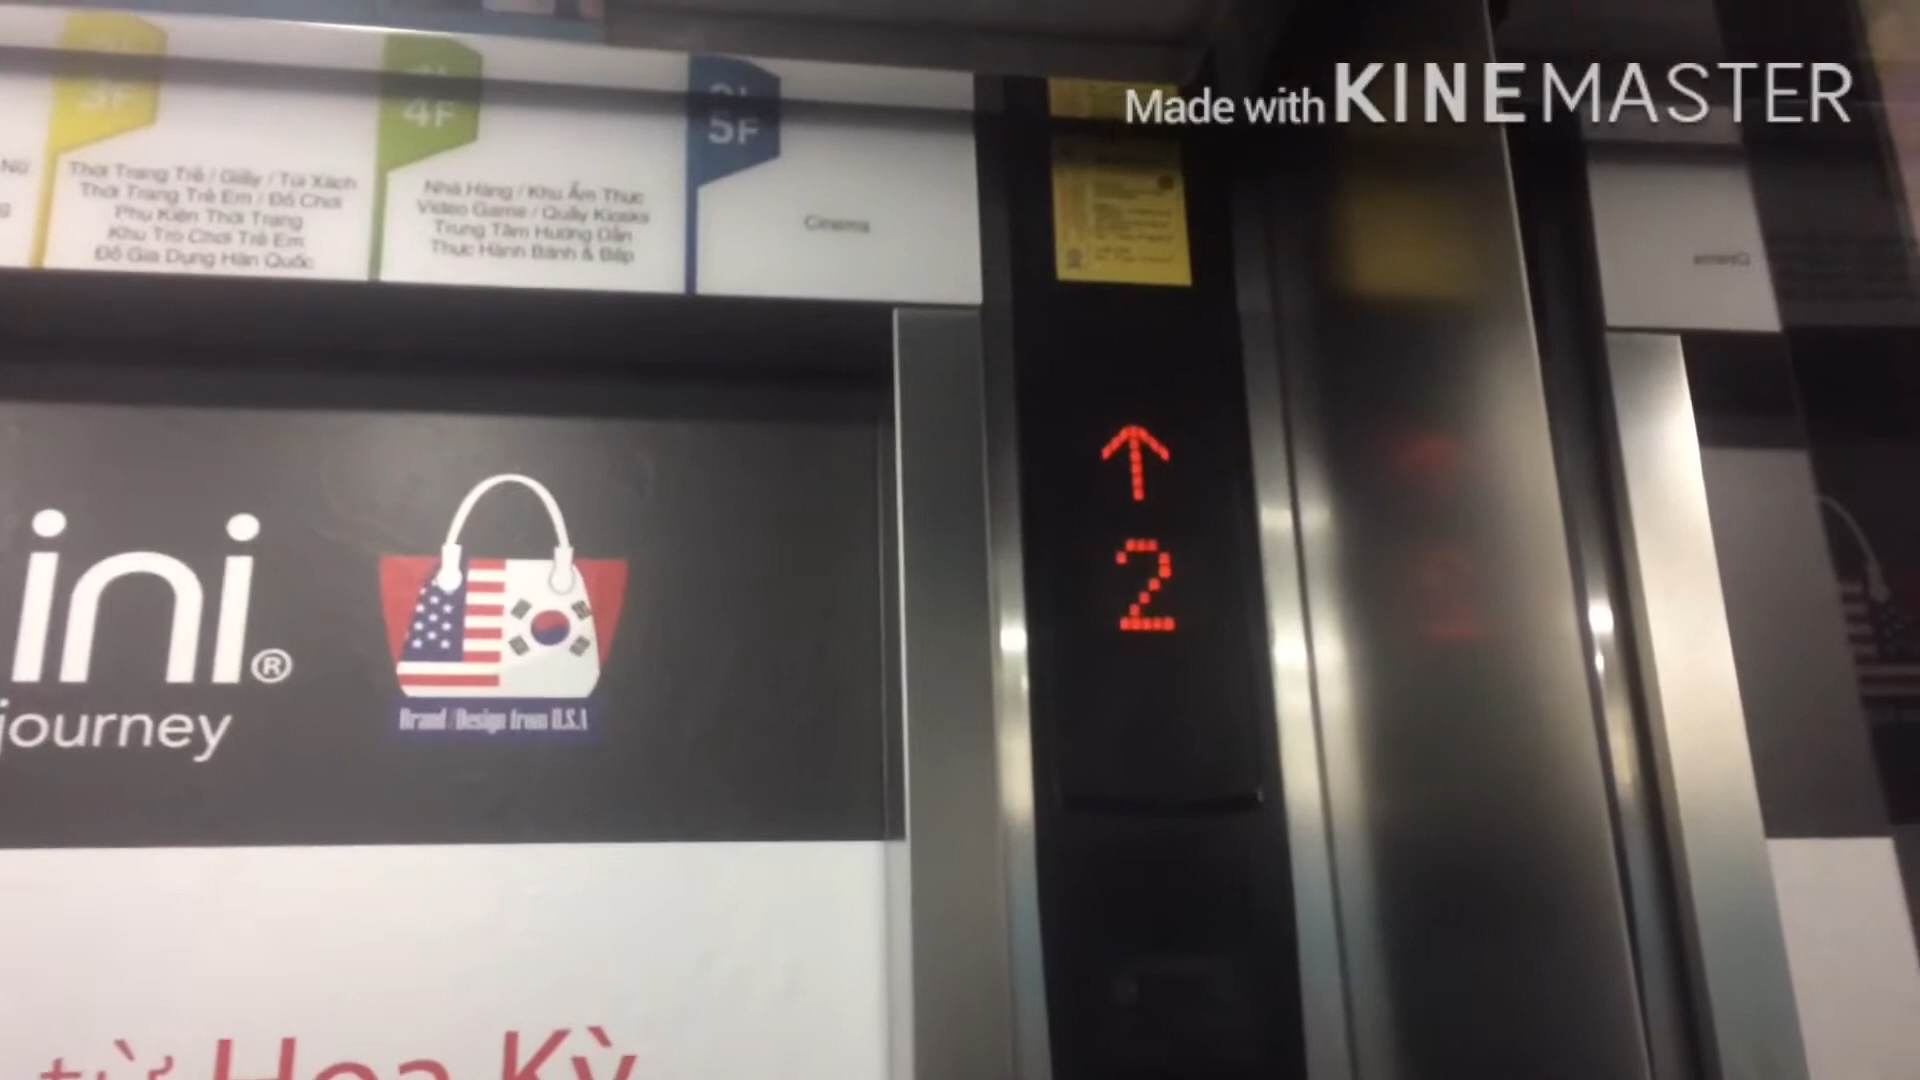 Made with KINEMASTER
3F
4F
5F
Nữ
Thời Trang Trẻ / Giầy / Túi Xách
Thời Trang Trẻ Em / Đồ Chơi
Phụ Kiện Thời Trang
Khu Trò Chơi Trẻ Em
Đồ Gia Dụng Hàn Quốc
Nhà Hàng / Khu Ẩm Thực
Video Game / Quầy Kiosks
Trung Tâm Hướng Dẫn
Thực Hành Bánh & Bếp
Cinema
↑
2
ini®
journey
Brand/Design from U.S.A
từ Hoa Kỳ